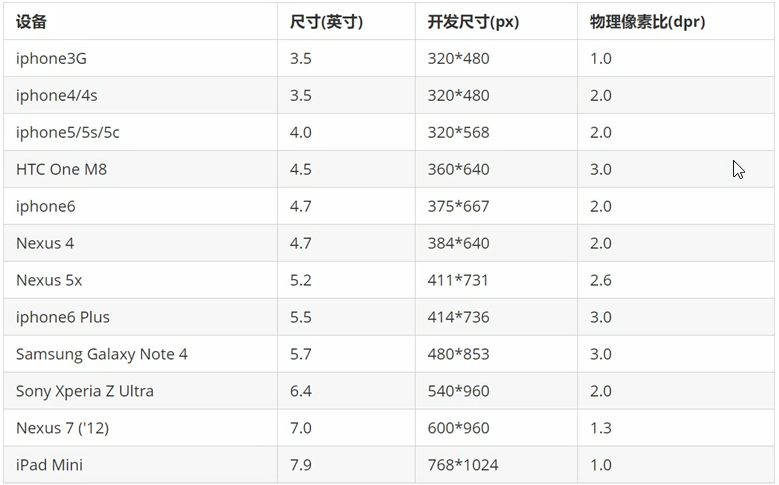 设备 尺寸(英寸) 开发尺寸(px) 物理像素比(dpr)
iphone3G 3.5 320*480 1.0
iphone4/4s 3.5 320*480 2.0
iphone5/5s/5c 4.0 320*568 2.0
HTC One M8 4.5 360*640 3.0
iphone6 4.7 375*667 2.0
Nexus 4 4.7 384*640 2.0
Nexus 5x 5.2 411*731 2.6
iphone6 Plus 5.5 414*736 3.0
Samsung Galaxy Note 4 5.7 480*853 3.0
Sony Xperia Z Ultra 6.4 540*960 2.0
Nexus 7 ('12) 7.0 600*960 1.3
iPad Mini 7.9 768*1024 1.0